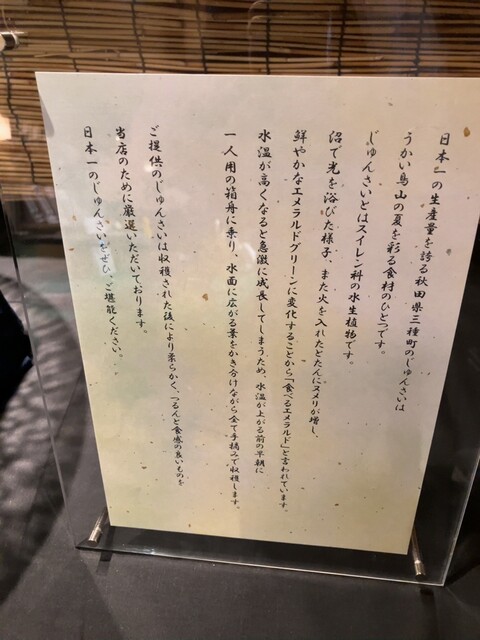 日本一の生産量を誇る秋田県三種町のじゅんさいは
うかい鳥山の夏を彩る食材のひとつです。
じゅんさいとはスイレン科の水生植物です。
沼で光を浴びた様子、また火を入れたとたんにヌメリが増し、
鮮やかなエメラルドグリーンに変化することから「食べるエメラルド」と言われています。
水温が高くなると急激に成長してしまうため、水温が上がる前の早朝に
一人用の箱舟に乗り、水面に広がる葉をかき分けながら全て手摘みで収穫します。
ご提供のじゅんさいは収穫された後により柔らかく、つるんと食感の良いものを
当店のために厳選いただいております。
日本一のじゅんさいをぜひ、ご堪能ください。